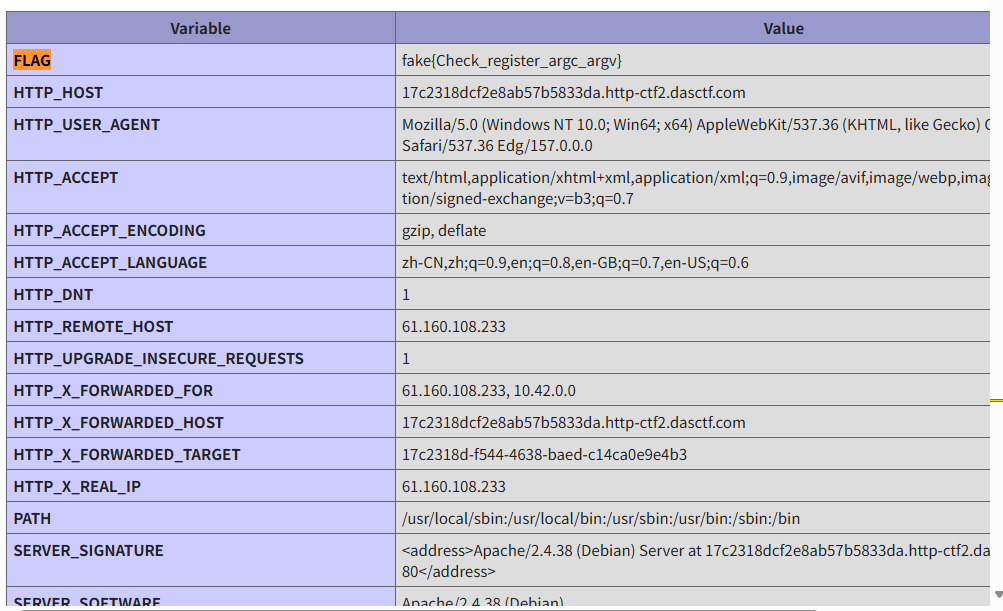 Variable Value
FLAG fake{Check_register_argc_argv}
HTTP_HOST 17c2318dcf2e8ab57b5833da.http-ctf2.dasctf.com
HTTP_USER_AGENT Mozilla/5.0 (Windows NT 10.0; Win64; x64) AppleWebKit/537.36 (KHTML, like Gecko)
Safari/537.36 Edg/157.0.0.0
HTTP_ACCEPT text/html,application/xhtml+xml,application/xml;q=0.9,image/avif,image/webp,imag
tion/signed-exchange;v=b3;q=0.7
HTTP_ACCEPT_ENCODING gzip, deflate
HTTP_ACCEPT_LANGUAGE zh-CN,zh;q=0.9,en;q=0.8,en-GB;q=0.7,en-US;q=0.6
HTTP_DNT 1
HTTP_REMOTE_HOST 61.160.108.233
HTTP_UPGRADE_INSECURE_REQUESTS 1
HTTP_X_FORWARDED_FOR 61.160.108.233, 10.42.0.0
HTTP_X_FORWARDED_HOST 17c2318dcf2e8ab57b5833da.http-ctf2.dasctf.com
HTTP_X_FORWARDED_TARGET 17c2318d-f544-4638-baed-c14ca0e9e4b3
HTTP_X_REAL_IP 61.160.108.233
PATH /usr/local/sbin:/usr/local/bin:/usr/sbin:/usr/bin:/sbin:/bin
SERVER_SIGNATURE <address>Apache/2.4.38 (Debian) Server at 17c2318dcf2e8ab57b5833da.http-ctf2.da
80</address>
SERVER_SOFTWARE Apache/2.4.38 (Debian)